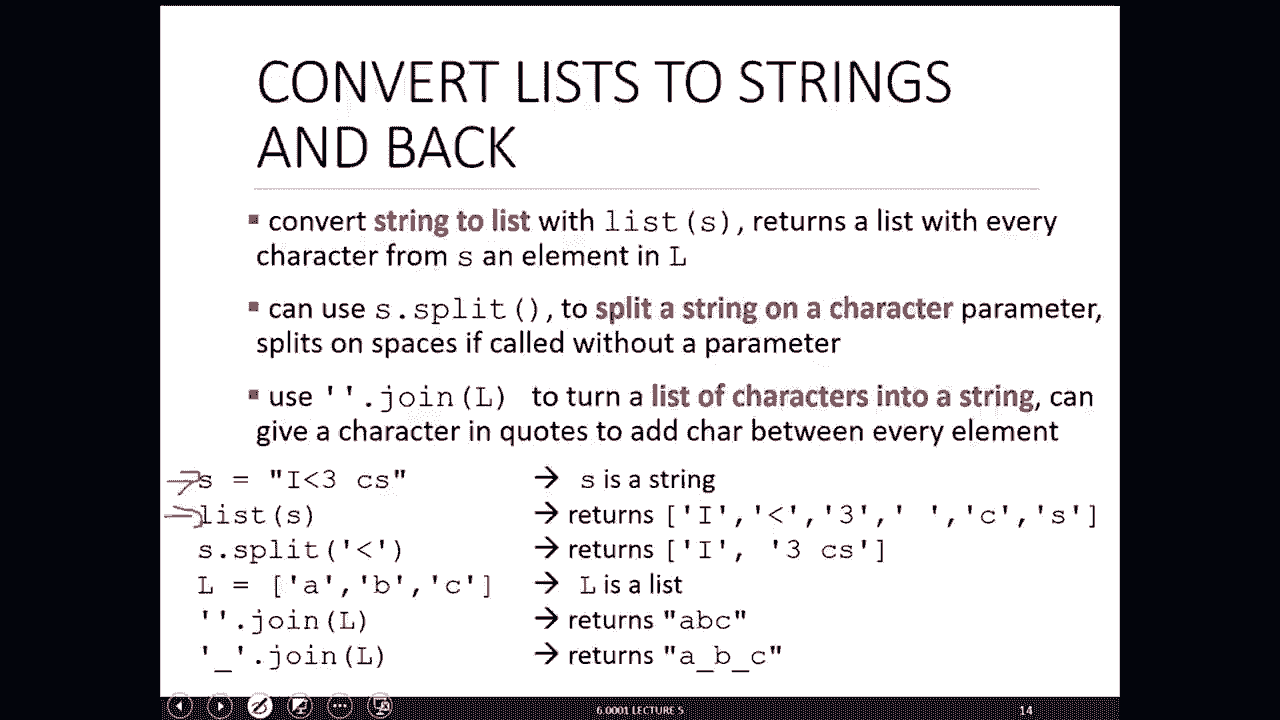 CONVERT LISTS TO STRINGS
AND BACK
▪ convert string to list with list(s), returns a list with every
character from s an element in L
▪ can use s.split(), to split a string on a character parameter,
splits on spaces if called without a parameter
▪ use ''.join(L) to turn a list of characters into a string, can
give a character in quotes to add char between every element
s = "I<3 cs" → s is a string
list(s) → returns ['I','<','3',' ','c','s']
s.split('<') → returns ['I', '3 cs']
L = ['a','b','c'] → L is a list
''.join(L) → returns "abc"
'_'.join(L) → returns "a_b_c"
6.0001 LECTURE 5
14